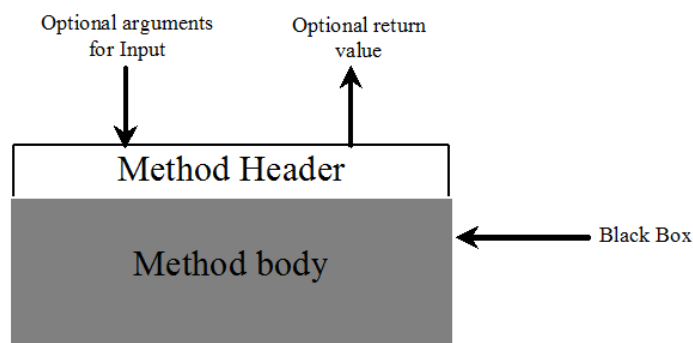 Optional arguments
for Input
Optional return
value
Method Header
Black Box
Method body